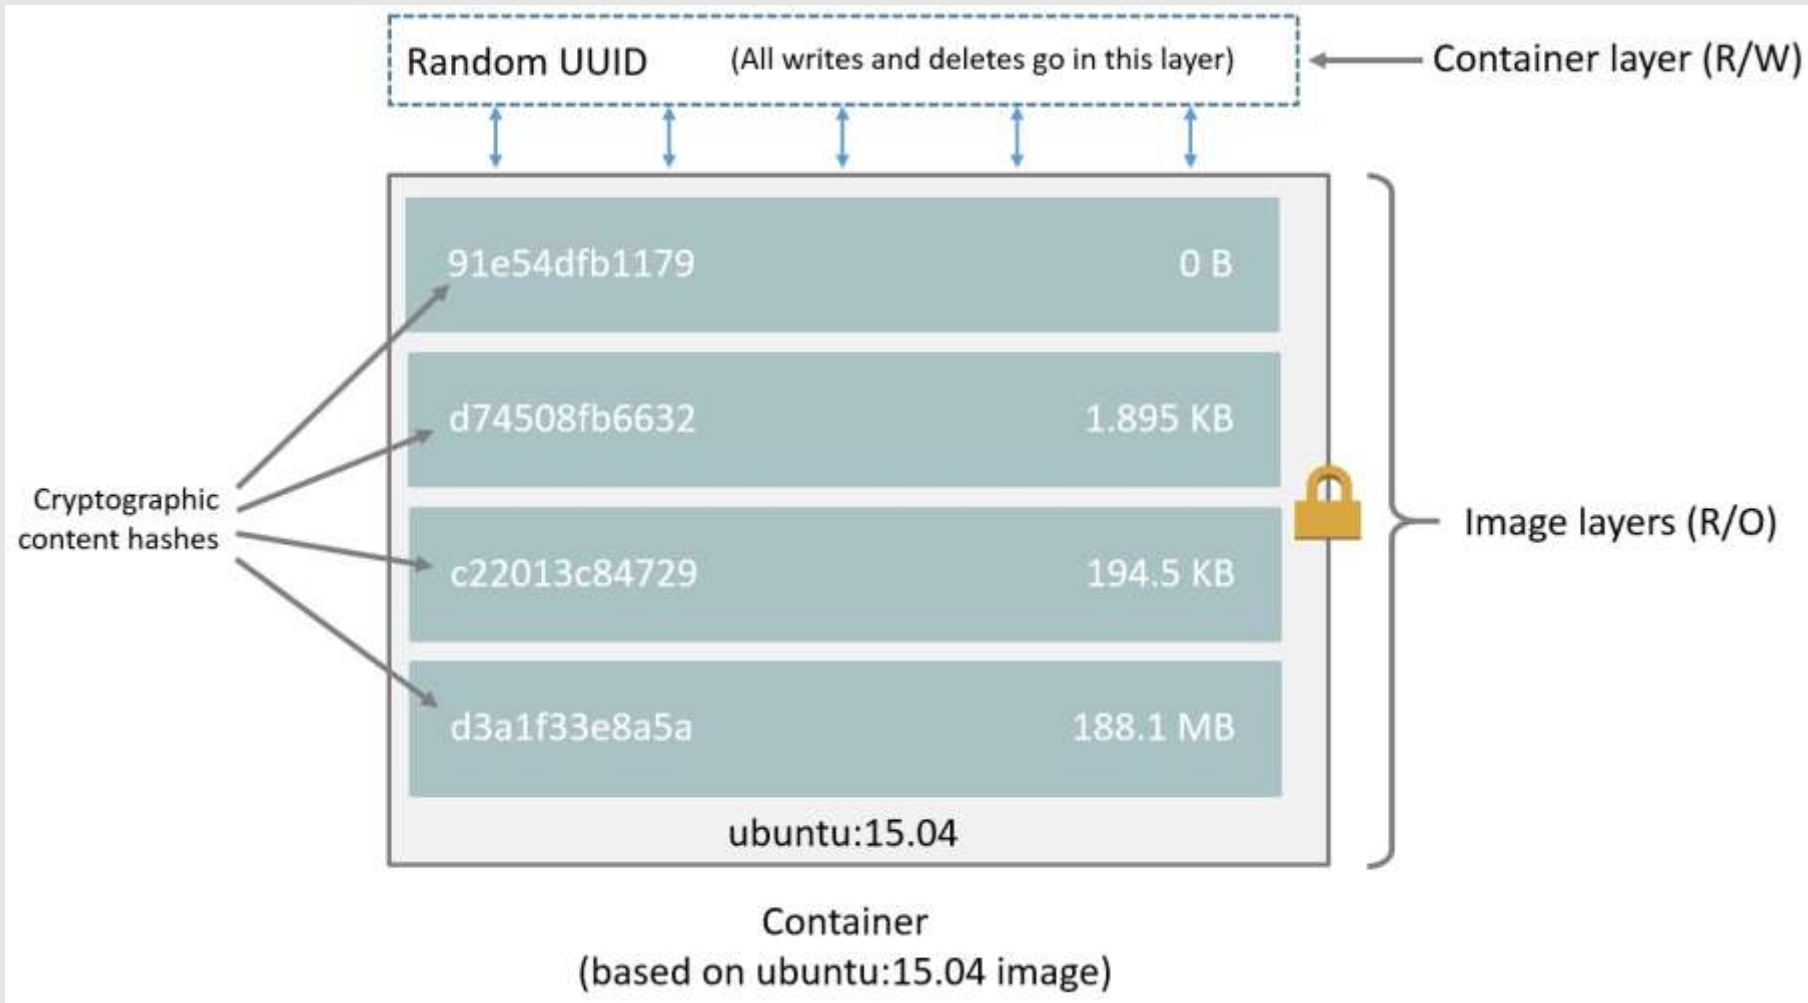 Random UUID (All writes and deletes go in this layer)
Container layer (R/W)
91e54dfb1179 0 B
d74508fb6632 1.895 KB
Cryptographic
content hashes
c22013c84729 194.5 KB
Image layers (R/O)
d3a1f33e8a5a 188.1 MB
ubuntu:15.04
Container
(based on ubuntu:15.04 image)